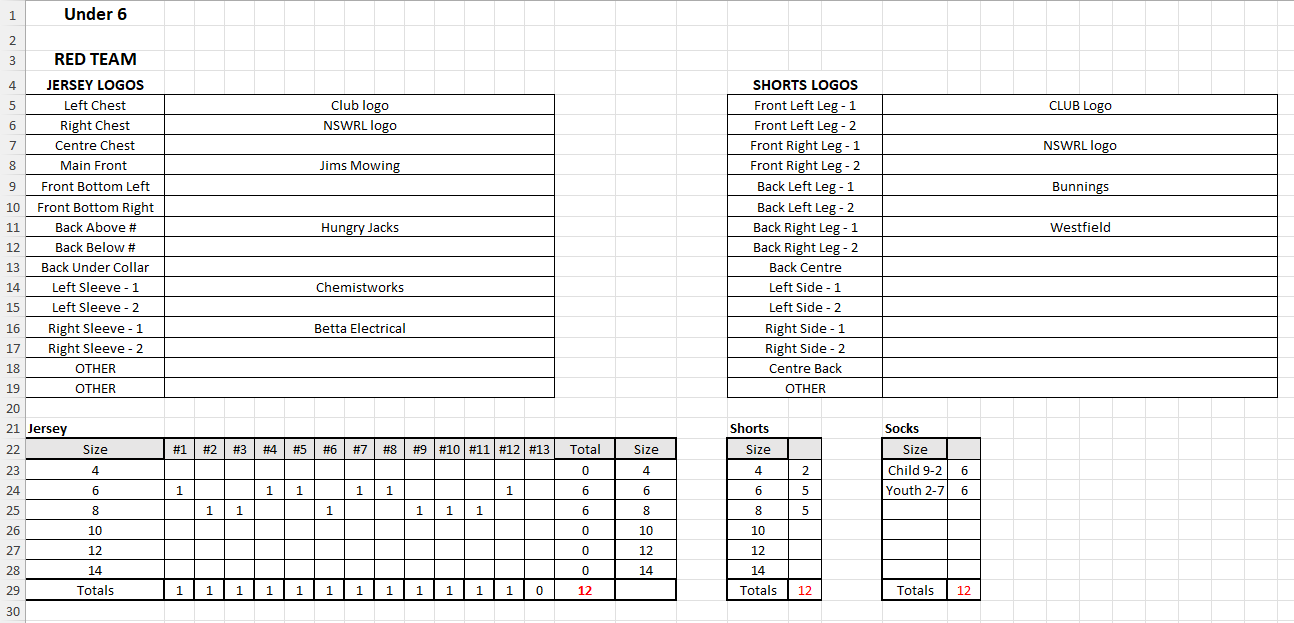 1 Under 6
2
3 RED TEAM
4 JERSEY LOGOS SHORTS LOGOS
5 Left Chest Club logo Front Left Leg - 1 CLUB Logo
6 Right Chest NSWRL logo Front Left Leg - 2
7 Centre Chest Front Right Leg - 1 NSWRL logo
8 Main Front Jims Mowing Front Right Leg - 2
9 Front Bottom Left Back Left Leg - 1 Bunnings
10 Front Bottom Right Back Left Leg - 2
11 Back Above # Hungry Jacks Back Right Leg - 1 Westfield
12 Back Below # Back Right Leg - 2
13 Back Under Collar Back Centre
14 Left Sleeve - 1 Chemistworks Left Side - 1
15 Left Sleeve - 2 Left Side - 2
16 Right Sleeve - 1 Betta Electrical Right Side - 1
17 Right Sleeve - 2 Right Side - 2
18 OTHER Centre Back
19 OTHER OTHER
20
21 Jersey Shorts Socks
22 Size #1 #2 #3 #4 #5 #6 #7 #8 #9 #10 #11 #12 #13 Total Size Size Size
23 4 0 4 4 2 Child 9-2 6
24 6 1 1 1 1 1 1 6 6 6 5 Youth 2-7 6
25 8 1 1 1 1 1 1 6 8 8 5
26 10 0 10 10
27 12 0 12 12
28 14 0 14 14
29 Totals 1 1 1 1 1 1 1 1 1 1 1 1 0 12 Totals 12 Totals 12
30